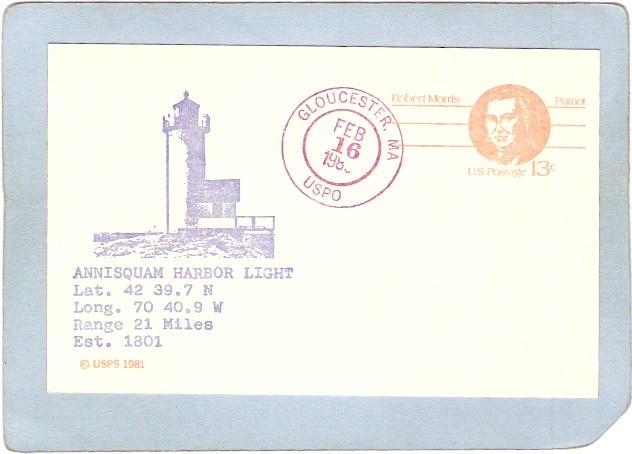 Robert Morris Patriot
U.S. Postage 13c
GLOUCESTER, MA
FEB
16
USPO
ANNISQUAM HARBOR LIGHT
Lat. 42 39.7 N
Long. 70 40.9 W
Range 21 Miles
Est. 1801
© USPS 1981